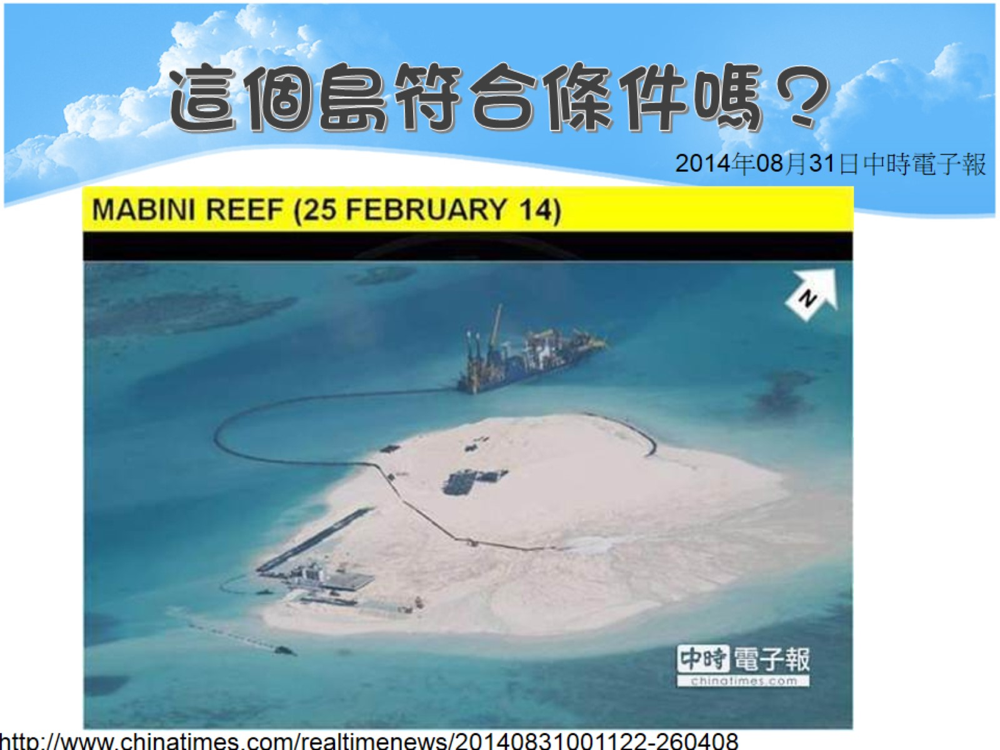 這個島符合條件嗎？
2014年08月31日中時電子報
MABINI REEF (25 FEBRUARY 14)
N
中時電子報
chinatimes.com
http://www.chinatimes.com/realtimenews/20140831001122-260408